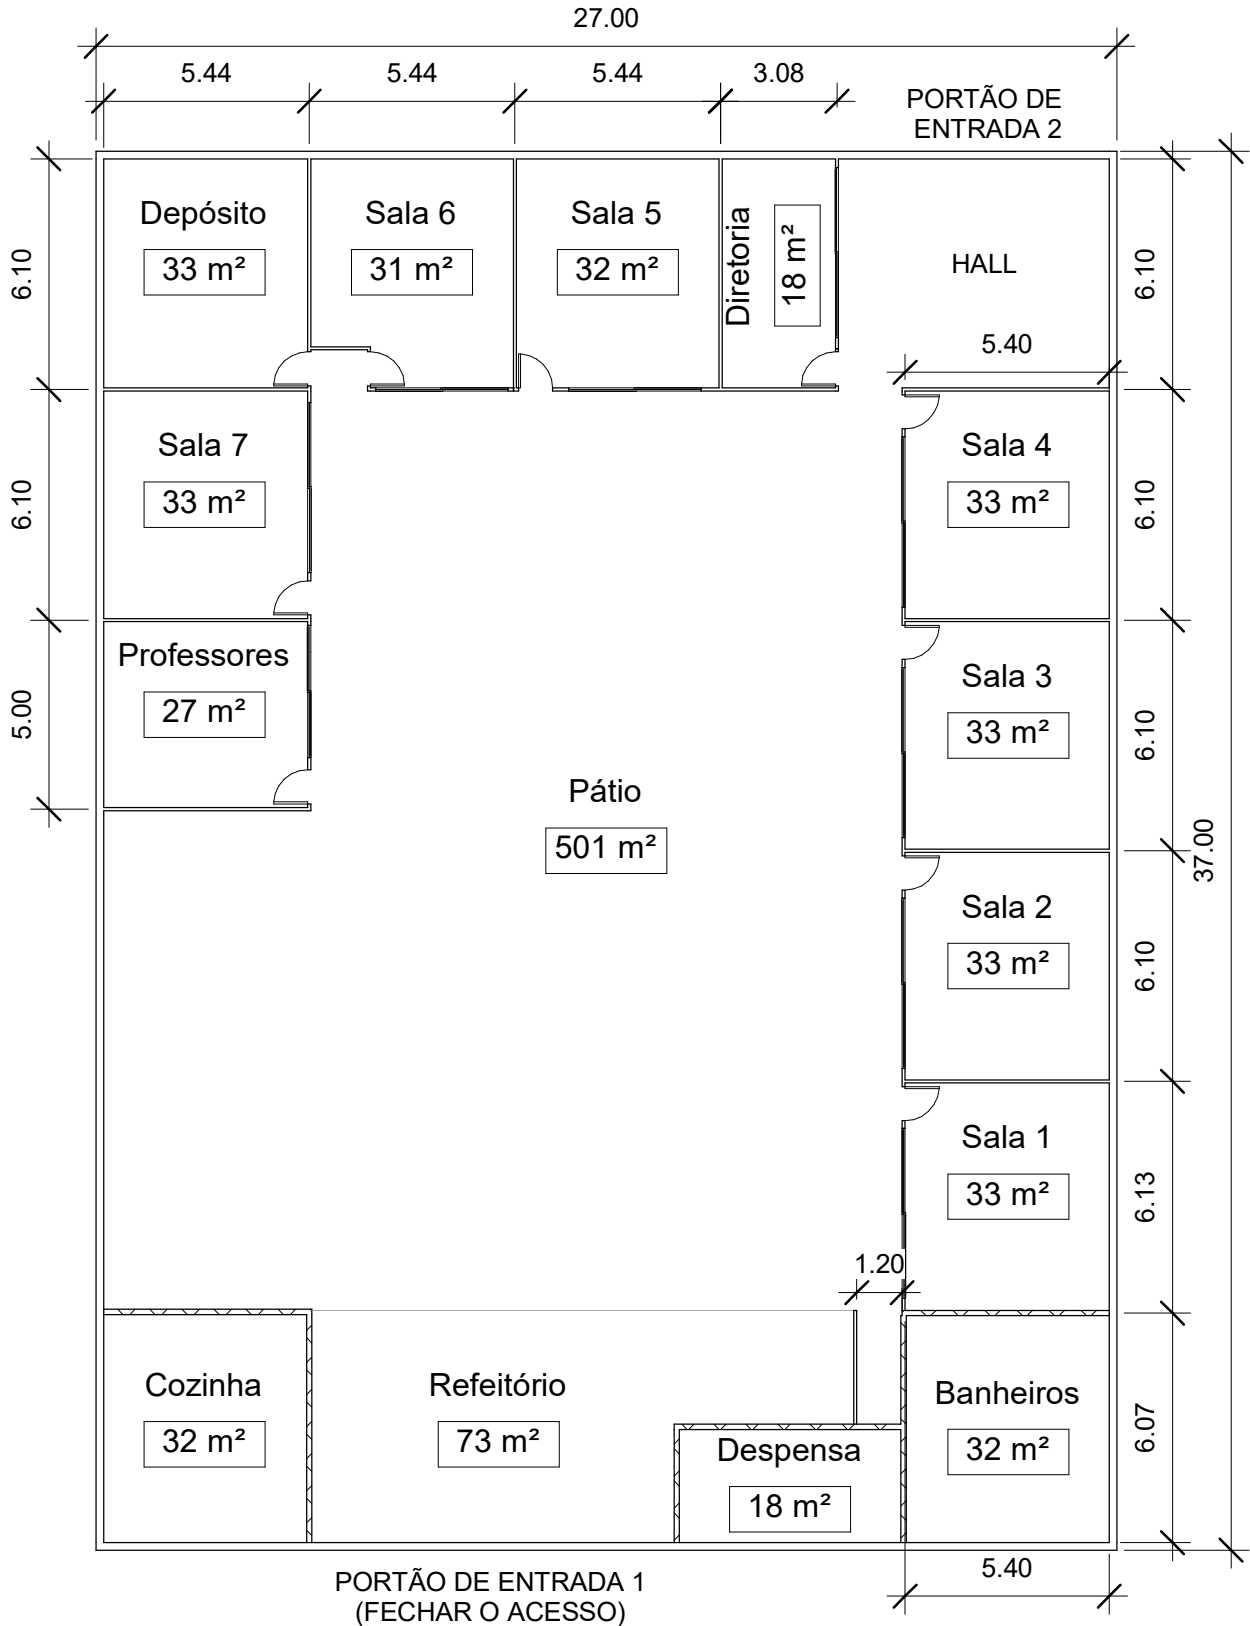 27.00
5.44
5.44
5.44
3.08
PORTÃO DE
ENTRADA 2
Depósito
33 m²
Sala 6
31 m²
Sala 5
32 m²
Diretoria
18 m²
HALL
6.10
6.10
5.40
Sala 7
33 m²
Sala 4
33 m²
6.10
6.10
Professores
27 m²
5.00
Sala 3
33 m²
6.10
Pátio
501 m²
37.00
Sala 2
33 m²
6.10
Sala 1
33 m²
6.13
1.20
Cozinha
32 m²
Refeitório
73 m²
Despensa
18 m²
Banheiros
32 m²
6.07
5.40
PORTÃO DE ENTRADA 1
(FECHAR O ACESSO)